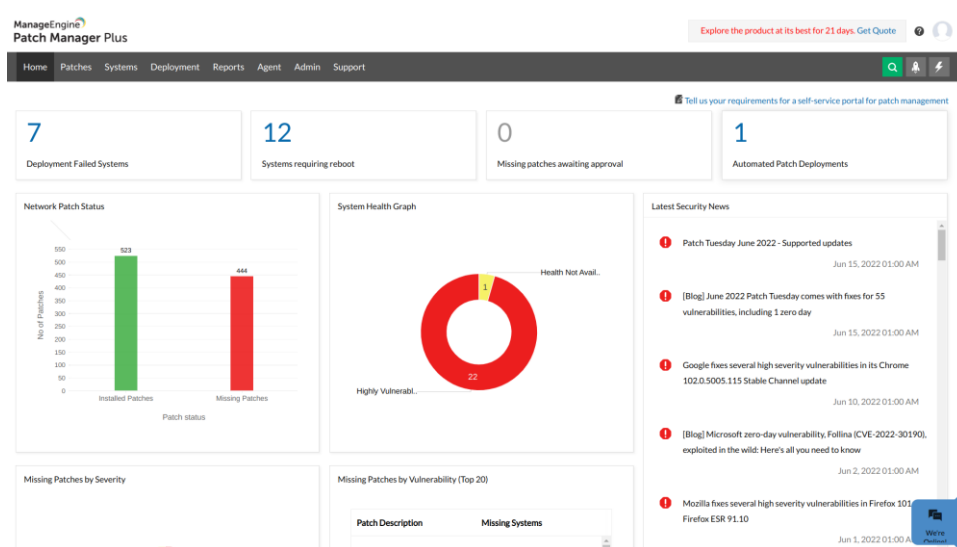 ManageEngine
Patch Manager Plus
Explore the product at its best for 21 days. Get Quote
Home Patches Systems Deployment Reports Agent Admin Support
Tell us your requirements for a self-service portal for patch management
7
Deployment Failed Systems
12
Systems requiring reboot
0
Missing patches awaiting approval
1
Automated Patch Deployments
Network Patch Status
No of Patches
550
500
450
400
350
300
250
200
150
100
50
0
523
444
Installed Patches
Missing Patches
Patch status
System Health Graph
Health Not Avail..
1
22
Highly Vulnerabl..
Latest Security News
Patch Tuesday June 2022 - Supported updates
Jun 15, 2022 01:00 AM
[Blog] June 2022 Patch Tuesday comes with fixes for 55
vulnerabilities, including 1 zero day
Jun 15, 2022 01:00 AM
Google fixes several high severity vulnerabilities in its Chrome
102.0.5005.115 Stable Channel update
Jun 10, 2022 01:00 AM
[Blog] Microsoft zero-day vulnerability, Follina (CVE-2022-30190),
exploited in the wild: Here's all you need to know
Jun 2, 2022 01:00 AM
Mozilla fixes several high severity vulnerabilities in Firefox 101
Firefox ESR 91.10
Jun 1, 2022 01:00 A
Missing Patches by Severity
Missing Patches by Vulnerability (Top 20)
Patch Description
Missing Systems
We're